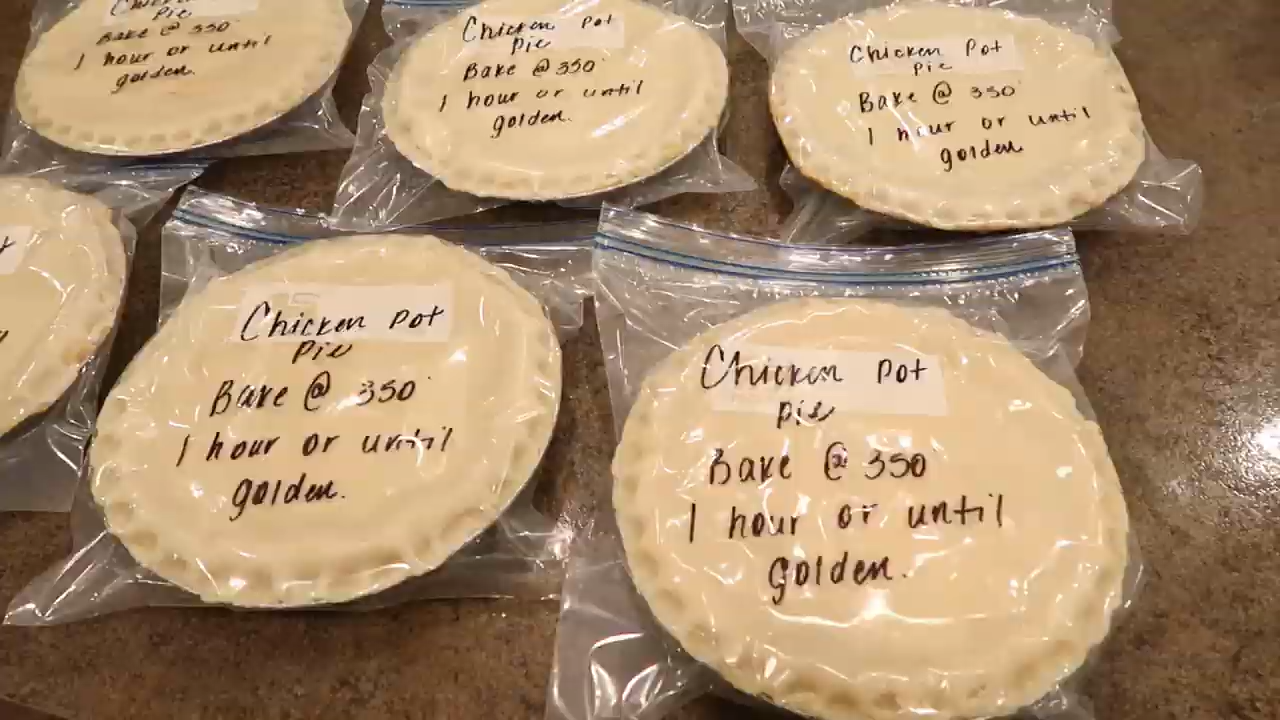 Chicken Pot
Pie
Bake @ 350
1 hour or until
golden.
Chicken Pot
Pie
Bake @ 350
1 hour or until
golden.
Chicken Pot
Pie
Bake @ 350
1 hour or until
golden.
Chicken Pot
Pie
Bake @ 350
1 hour or until
golden.
Chicken Pot
Pie
Bake @ 350
1 hour or until
golden.